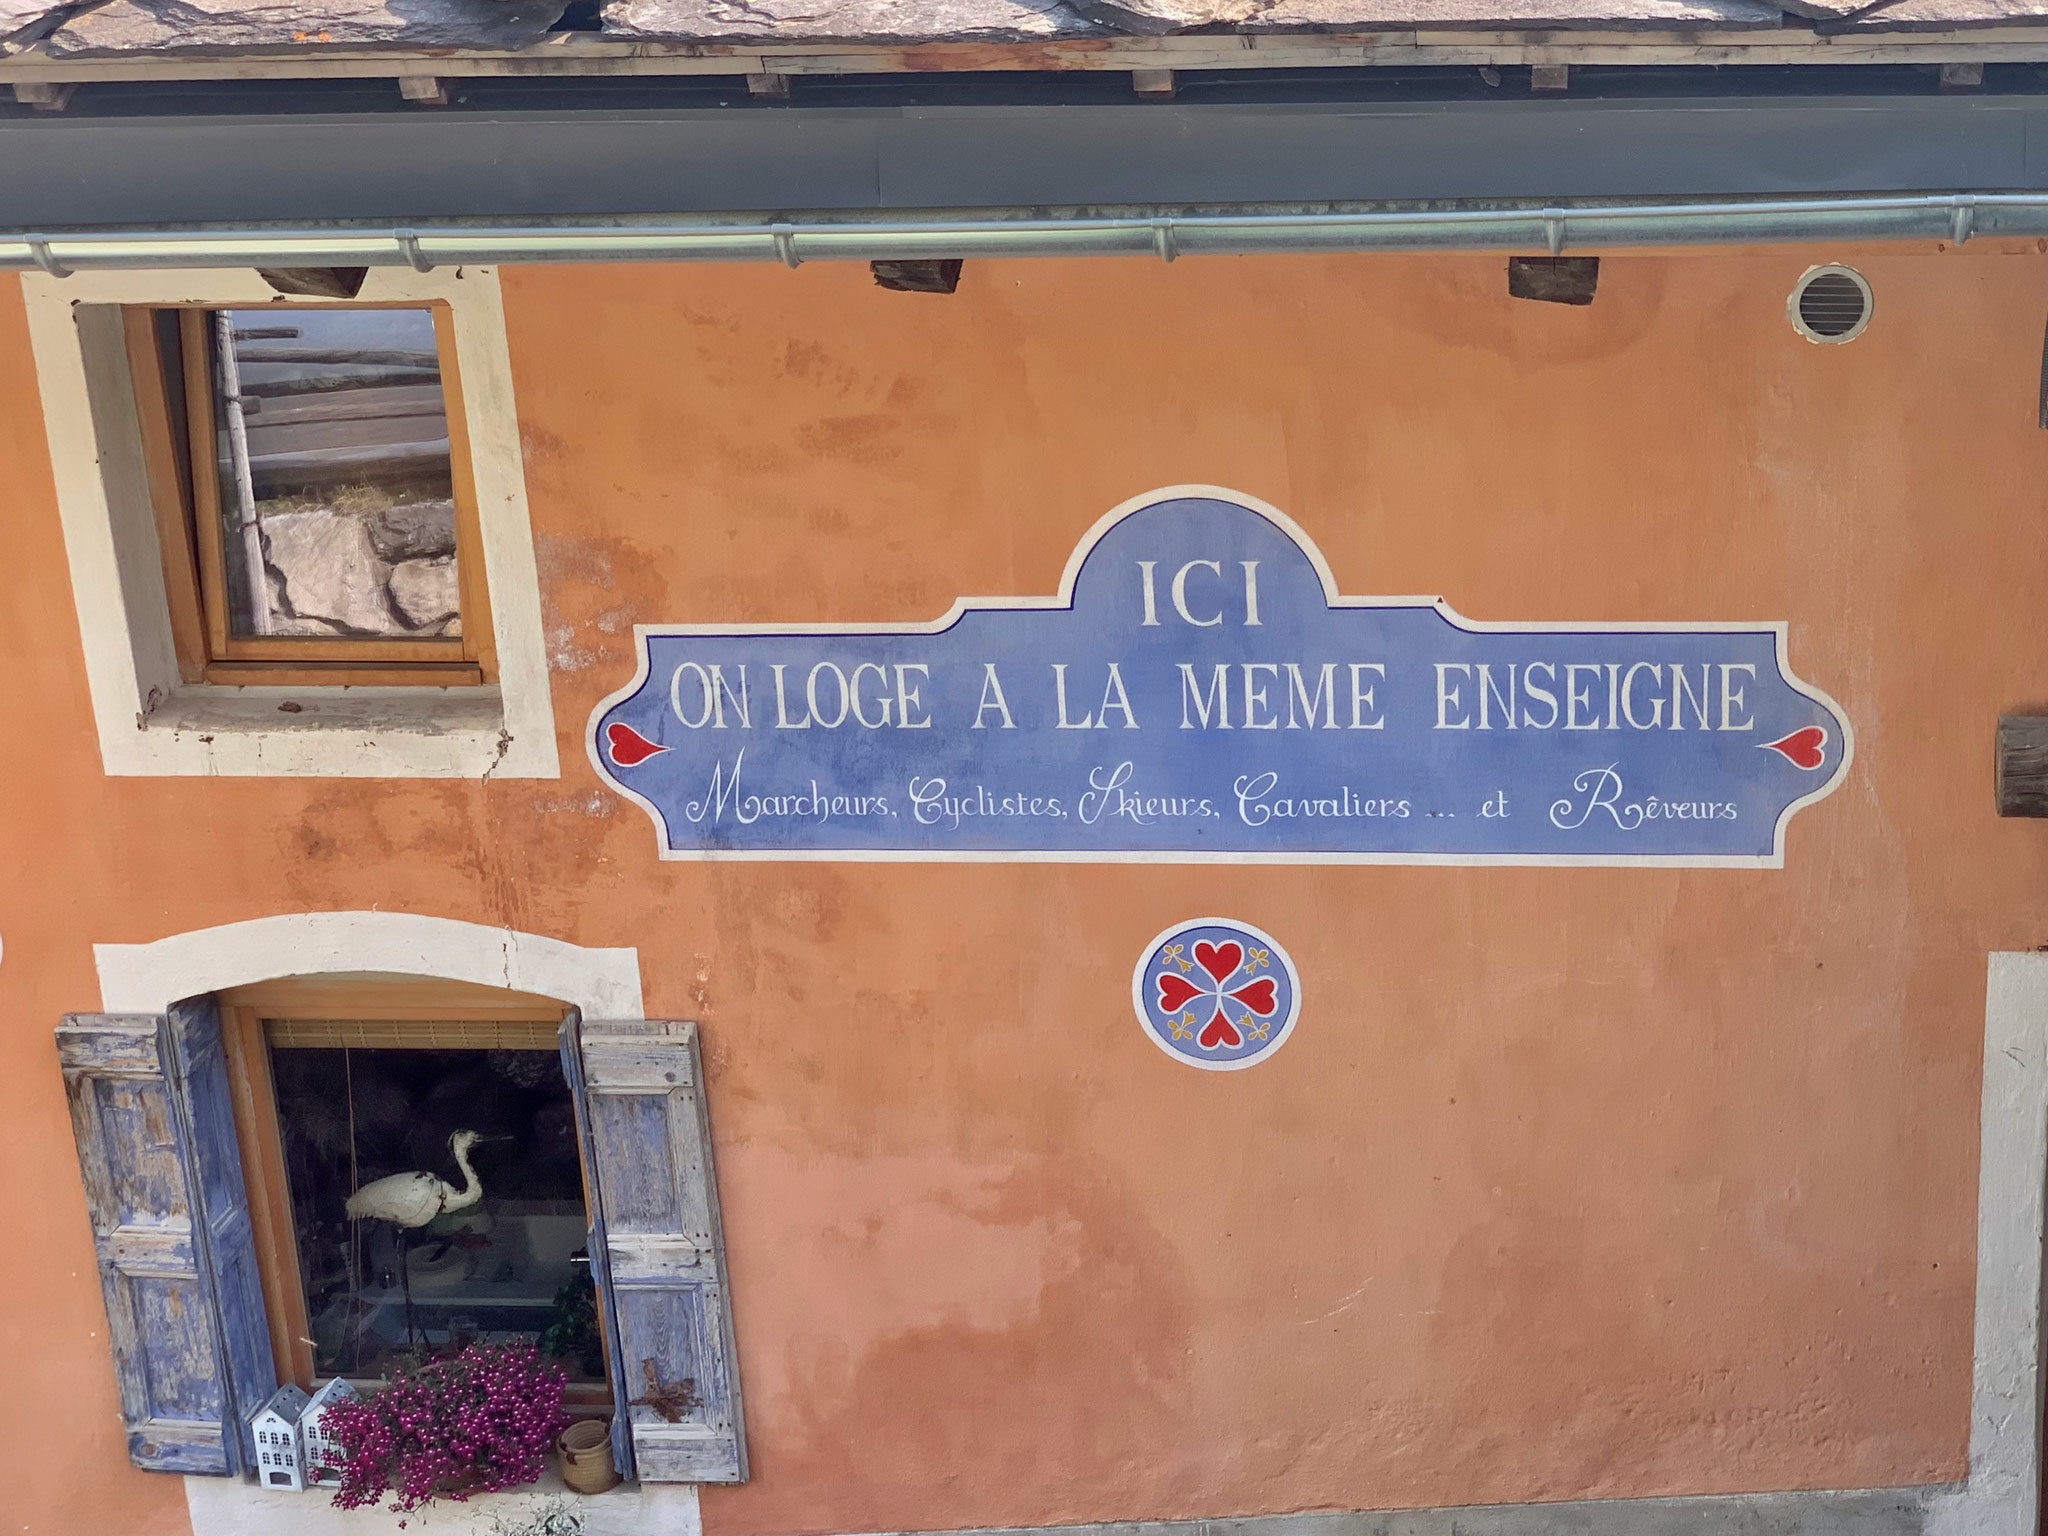 ICI
ON LOGE A LA MEME ENSEIGNE
Marcheurs, Cyclistes, Skieurs, Cavaliers ... et Rêveurs